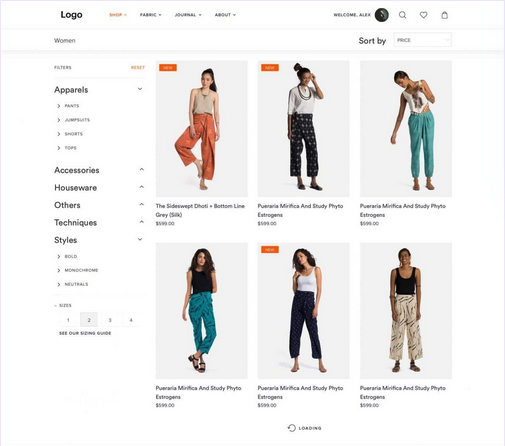 Logo
SHOP
FABRIC
JOURNAL
ABOUT
WELCOME, ALEX
Women
Sort by
PRICE
FILTERS
RESET
Apparels
PANTS
JUMPSUITS
SHORTS
TOPS
Accessories
Houseware
Others
Techniques
Styles
BOLD
MONOCHROME
NEUTRALS
SIZES
1 2 3 4
SEE OUR SIZING GUIDE
NEW
The Sideswept Dhoti + Bottom Line
Grey (Silk)
$599.00
NEW
Pueraria Mirifica And Study Phyto
Estrogens
$599.00
Pueraria Mirifica And Study Phyto
Estrogens
$599.00
Pueraria Mirifica And Study Phyto
Estrogens
$599.00
NEW
Pueraria Mirifica And Study Phyto
Estrogens
$599.00
Pueraria Mirifica And Study Phyto
Estrogens
$599.00
LOADING